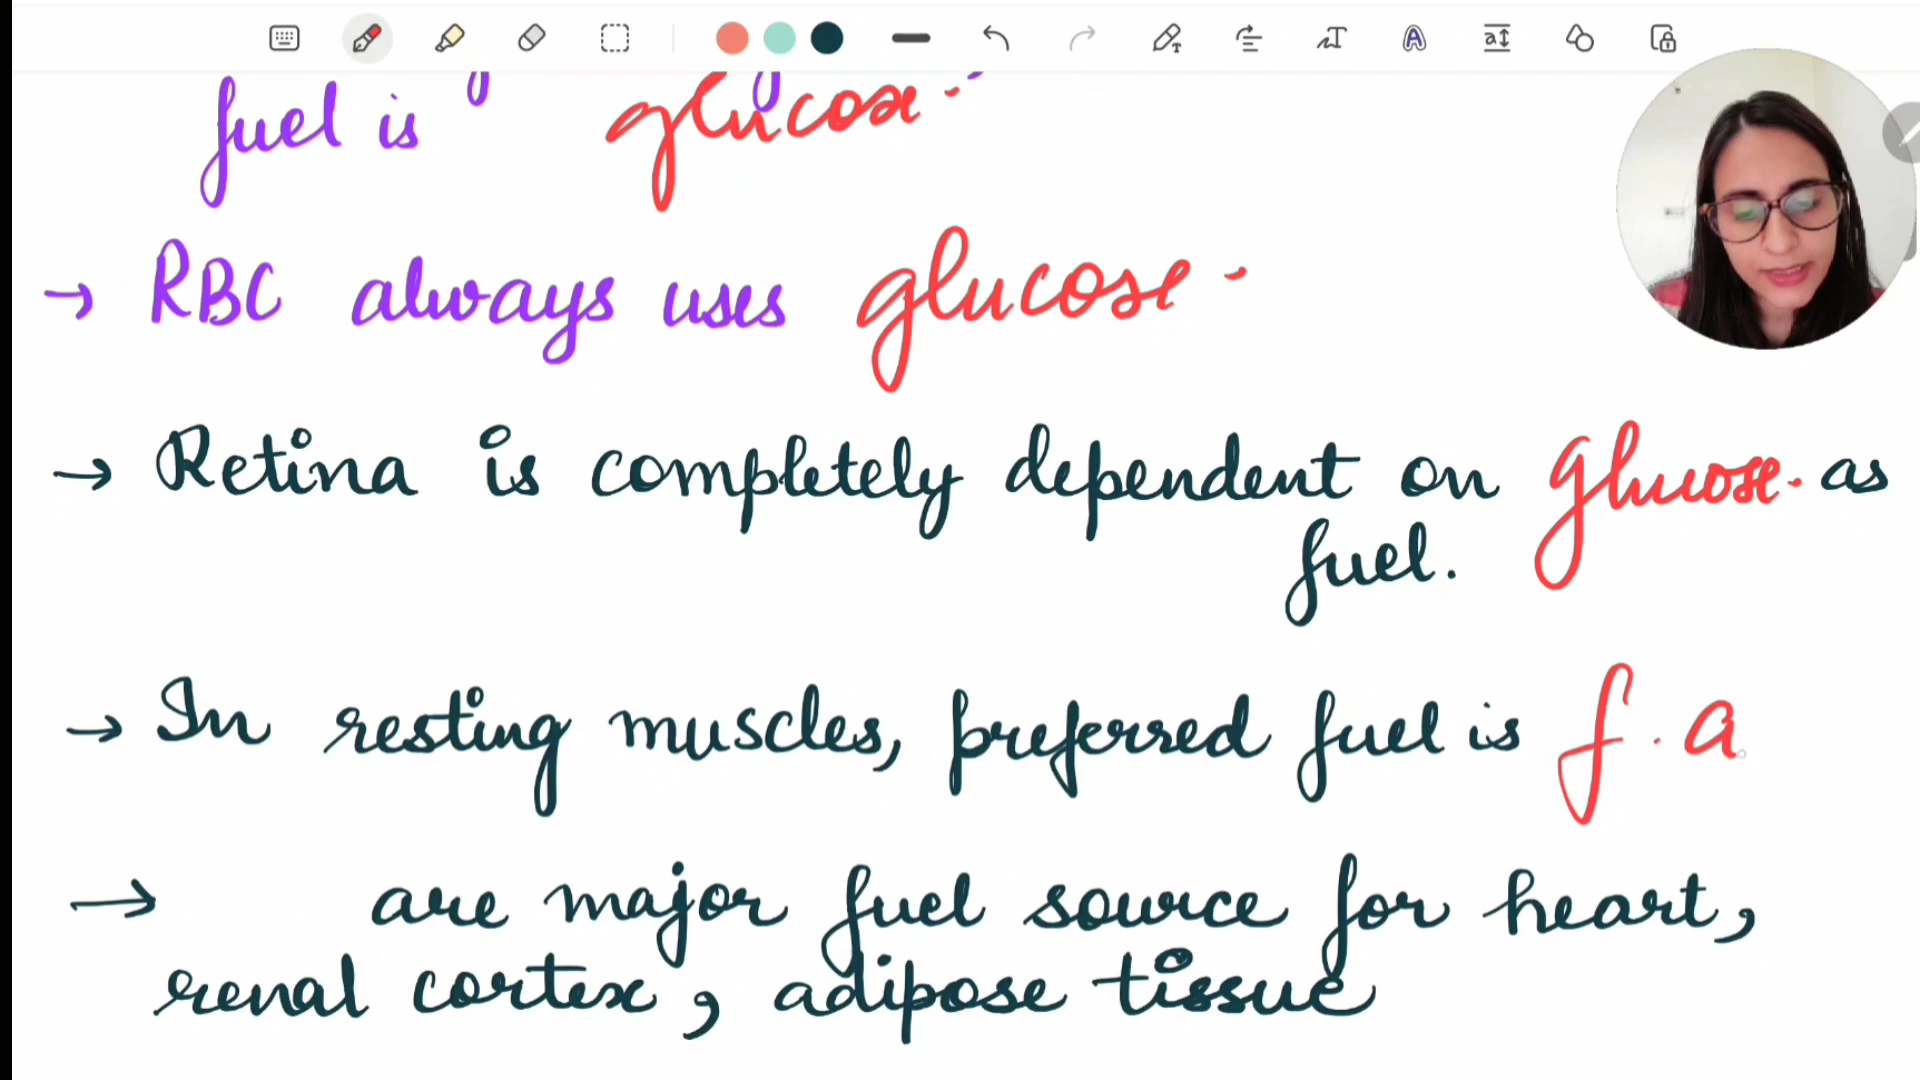 fuel is glucose.
→ RBC always uses glucose.
→ Retina is completely dependent on glucose. as
fuel.
→ In resting muscles, preferred fuel is f.a
→ are major fuel source for heart,
renal cortex, adipose tissue